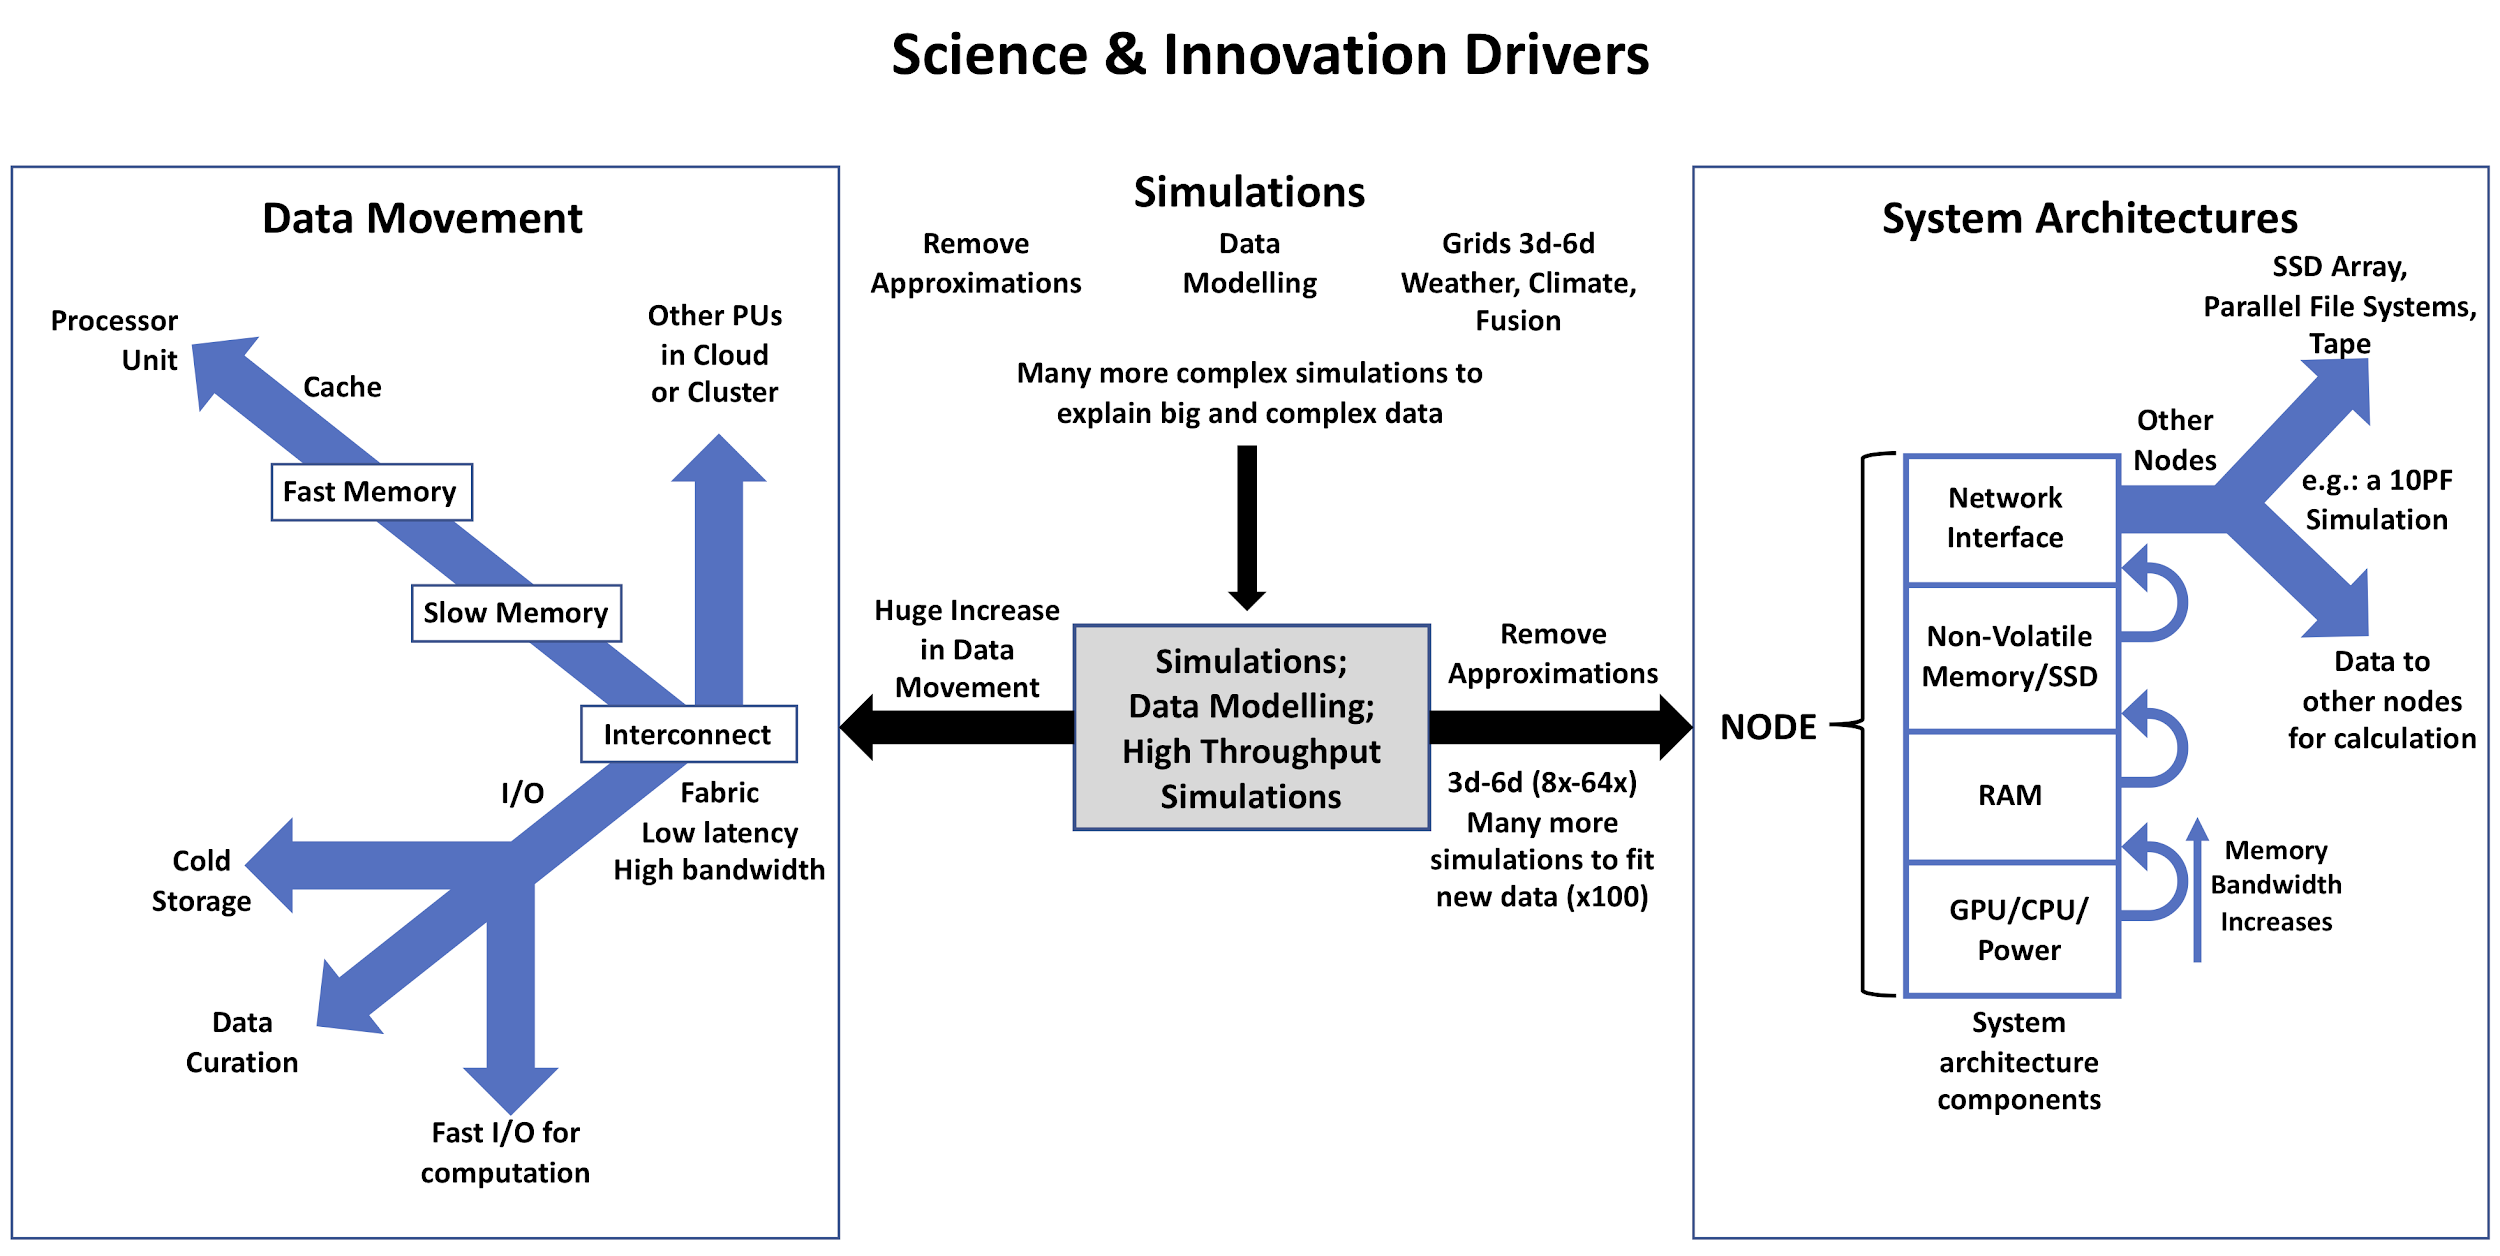 Science & Innovation Drivers
Data Movement
Processor
Unit
Cache
Other PUs
in Cloud
or Cluster
Fast Memory
Slow Memory
Interconnect
I/O
Fabric
Low latency
High bandwidth
Cold
Storage
Data
Curation
Fast I/O for
computation
Simulations
Remove
Approximations
Data
Modelling
Grids 3d-6d
Weather, Climate,
Fusion
Many more complex simulations to
explain big and complex data
Huge Increase
in Data
Movement
Simulations;
Data Modelling;
High Throughput
Simulations
Remove
Approximations
3d-6d (8x-64x)
Many more
simulations to fit
new data (x100)
System Architectures
SSD Array,
Parallel File Systems,
Tape
Other
Nodes
e.g.: a 10PF
Simulation
Data to
other nodes
for calculation
NODE
Network
Interface
Non-Volatile
Memory/SSD
RAM
GPU/CPU/
Power
Memory
Bandwidth
Increases
System
architecture
components